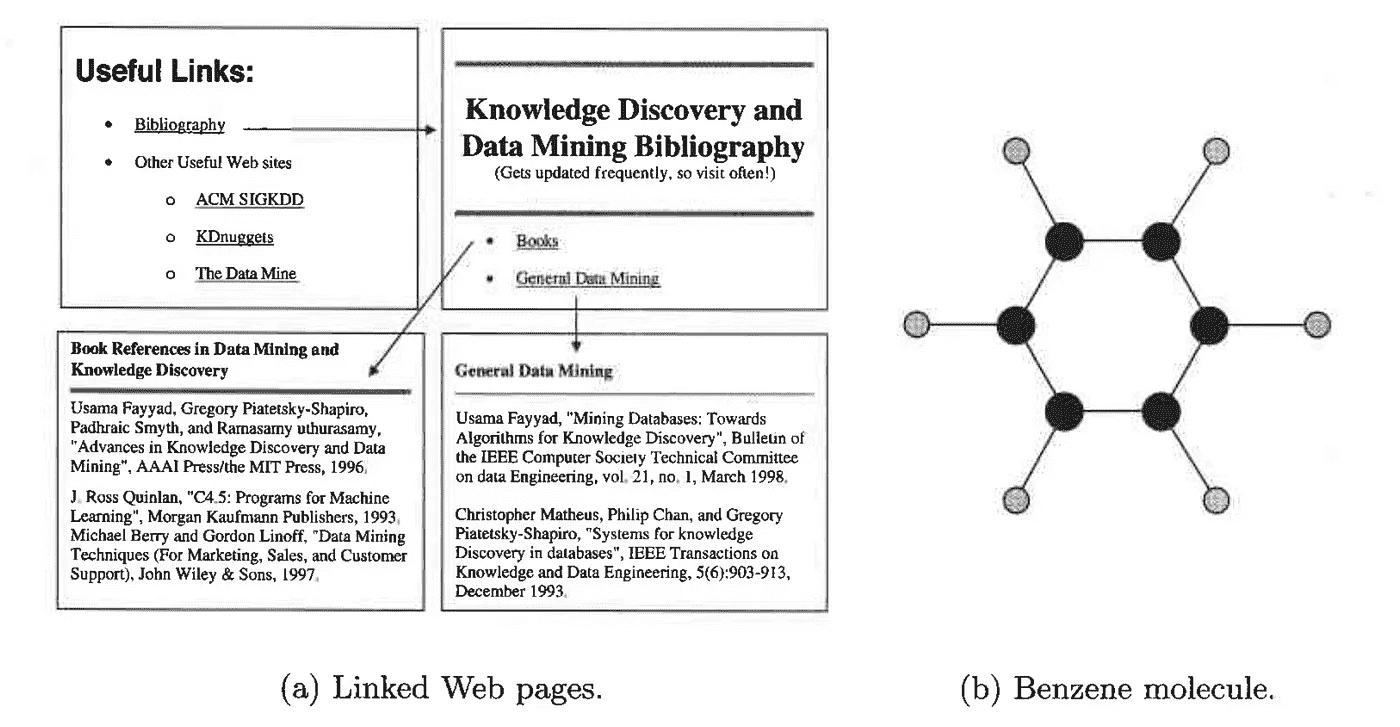 Useful Links:
• Bibliography
• Other Useful Web sites
o ACM SIGKDD
o KDnuggets
o The Data Mine
Knowledge Discovery and
Data Mining Bibliography
(Gets updated frequently, so visit often!)
• Books
• General Data Mining
Book References in Data Mining and
Knowledge Discovery
Usama Fayyad, Gregory Piatetsky-Shapiro,
Padhraic Smyth, and Ramasamy uthurasamy,
"Advances in Knowledge Discovery and Data
Mining", AAAI Press/the MIT Press, 1996.
J. Ross Quinlan, "C4.5: Programs for Machine
Learning", Morgan Kaufmann Publishers, 1993.
Michael Berry and Gordon Linoff, "Data Mining
Techniques (For Marketing, Sales, and Customer
Support), John Wiley & Sons, 1997.
General Data Mining
Usama Fayyad, "Mining Databases: Towards
Algorithms for Knowledge Discovery", Bulletin of
the IEEE Computer Society Technical Committee
on data Engineering, vol. 21, no. 1, March 1998.
Christopher Matheus, Philip Chan, and Gregory
Piatetsky-Shapiro, "Systems for knowledge
Discovery in databases", IEEE Transactions on
Knowledge and Data Engineering, 5(6):903-913,
December 1993.
(a) Linked Web pages.
(b) Benzene molecule.